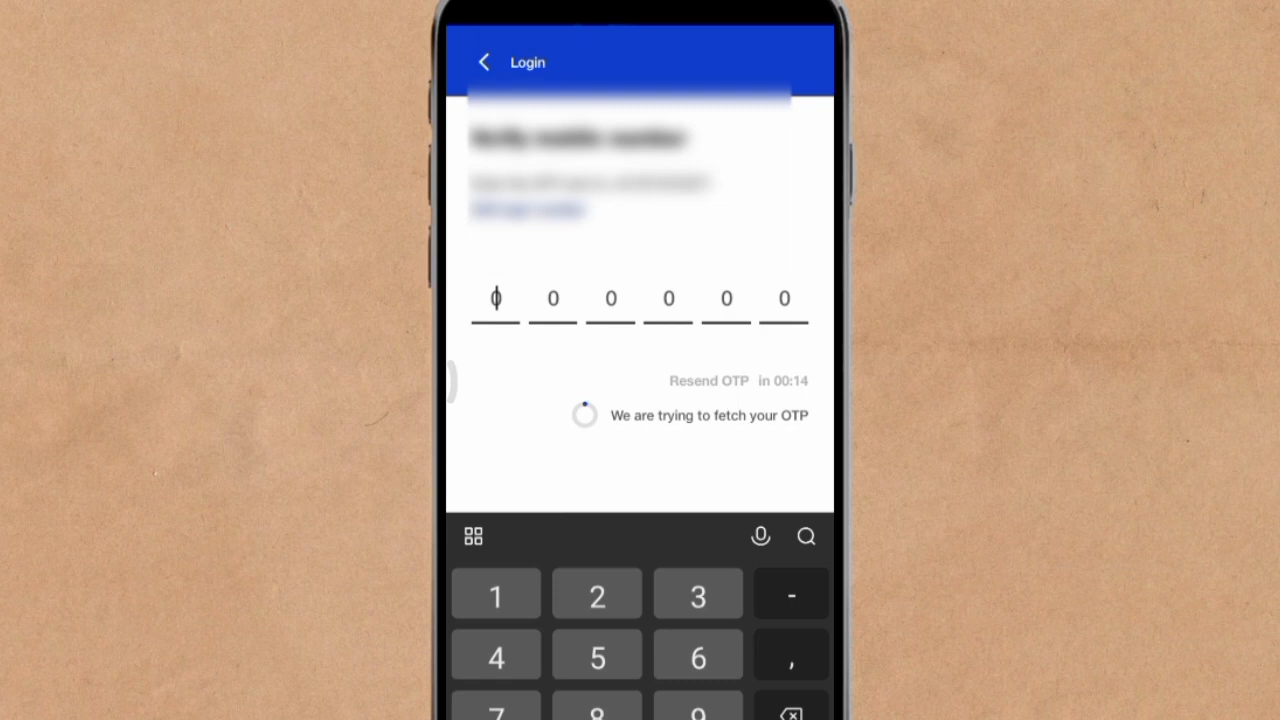 Login
0 0 0 0 0 0
Resend OTP in 00:14
We are trying to fetch your OTP
1 2 3 -
4 5 6 ,
7 8 9